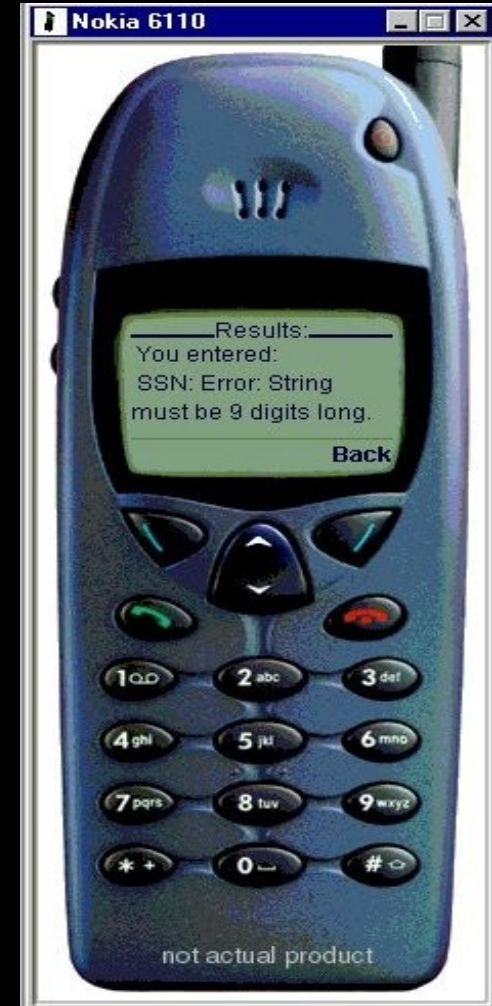 Nokia 6110
Results:
You entered:
SSN: Error: String
must be 9 digits long.
Back
1
2 abc
3 def
4 ghi
5 jkl
6 mno
7 pqrs
8 tuv
9 wxyz
* +
0
#
not actual product